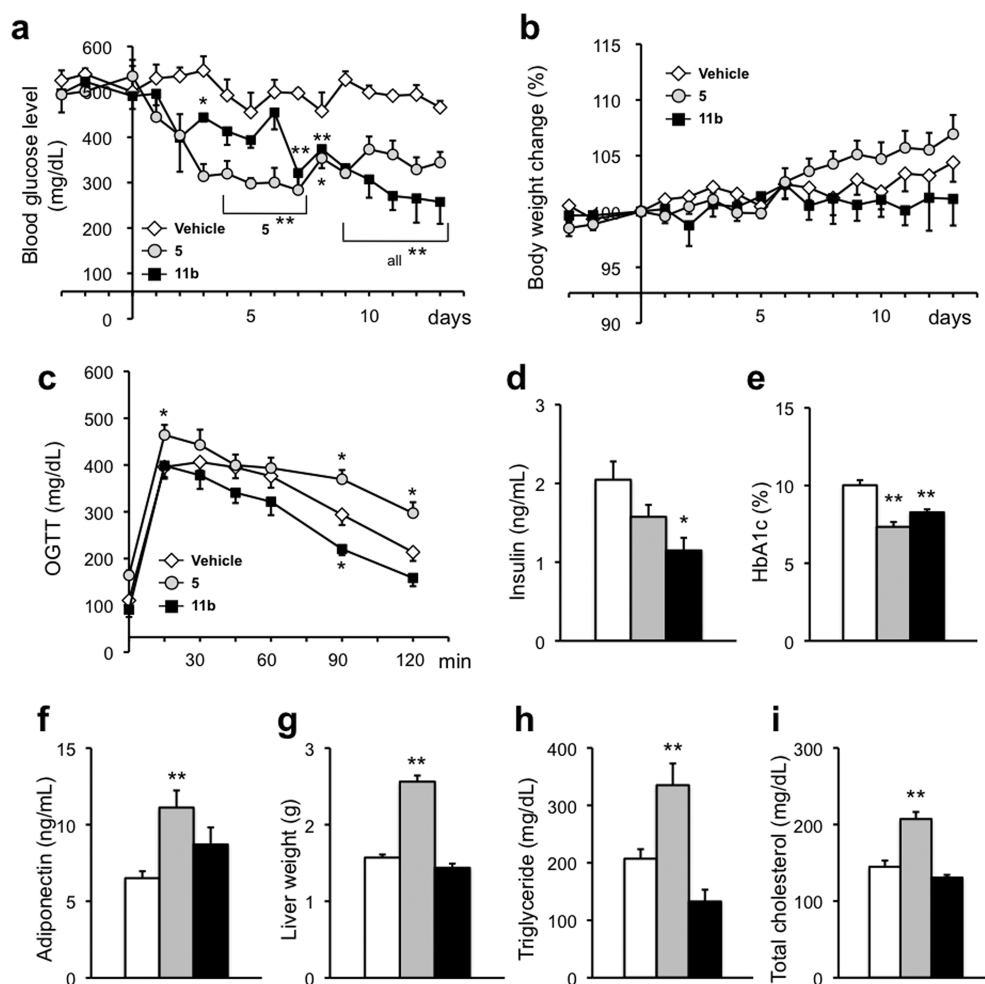 a
Blood glucose level
(mg/dL)
600
500
400
300
200
100
0
*
**
**
*
5 **
all **
Vehicle
5
11b
5
10
days
b
Body weight change (%)
115
110
105
100
95
90
Vehicle
5
11b
5
10
days
c
OGTT (mg/dL)
600
500
400
300
200
100
0
*
*
*
*
Vehicle
5
11b
30
60
90
120
min
d
Insulin (ng/mL)
3
2
1
0
*
e
HbA1c (%)
15
10
5
0
**
**
f
Adiponectin (ng/mL)
15
10
5
0
**
g
Liver weight (g)
3
2
1
0
**
h
Triglyceride (mg/dL)
400
300
200
100
0
**
i
Total cholesterol (mg/dL)
300
200
100
0
**